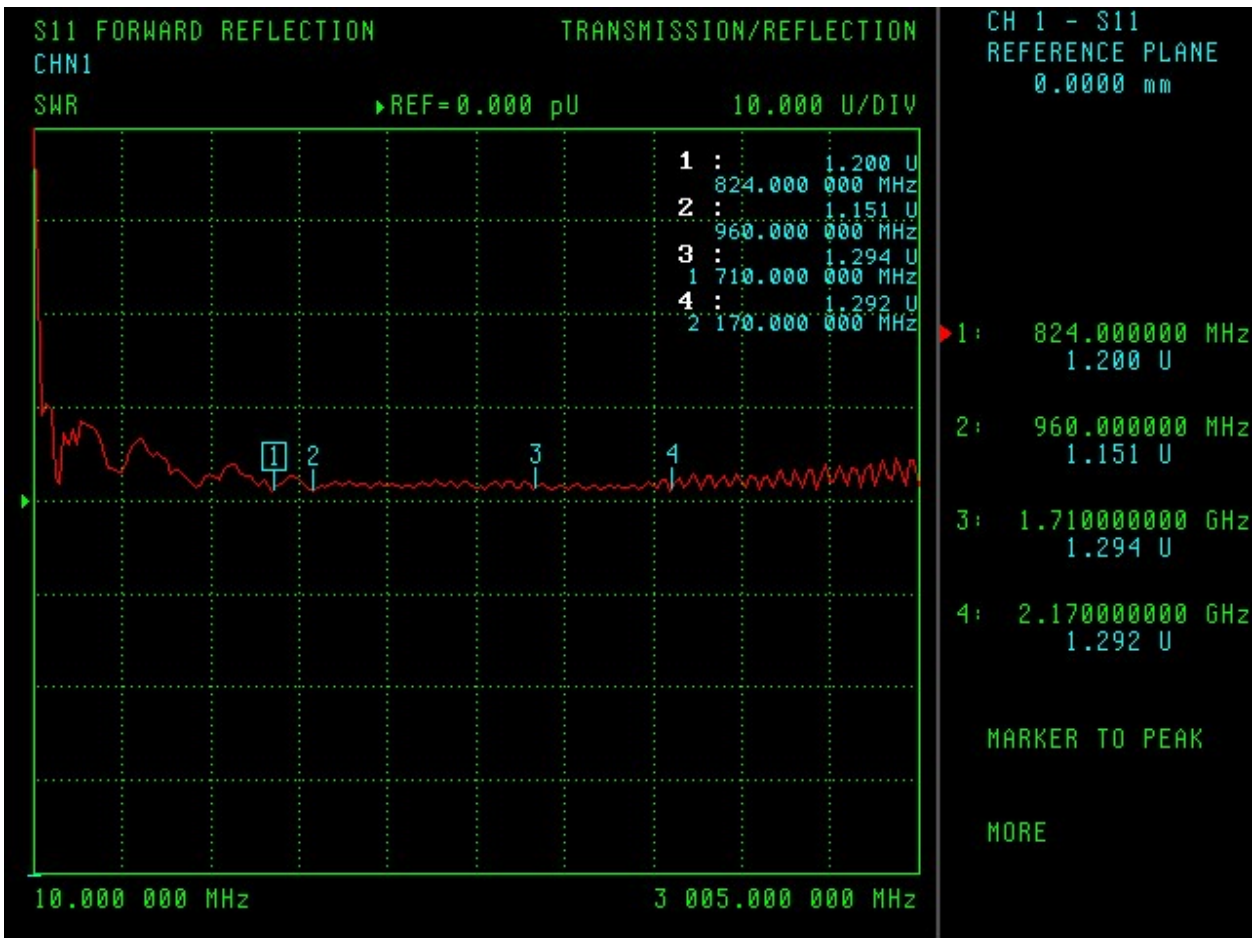 S11 FORWARD REFLECTION TRANSMISSION/REFLECTION
CHN1
SWR ▶REF=0.000 pU 10.000 U/DIV
1 : 1.200 U
824.000 000 MHz
2 : 1.151 U
960.000 000 MHz
3 : 1.294 U
1 710.000 000 MHz
4 : 1.292 U
2 170.000 000 MHz
1 2 3 4
10.000 000 MHz 3 005.000 000 MHz
CH 1 - S11
REFERENCE PLANE
0.0000 mm
1: 824.000000 MHz
1.200 U
2: 960.000000 MHz
1.151 U
3: 1.710000000 GHz
1.294 U
4: 2.170000000 GHz
1.292 U
MARKER TO PEAK
MORE